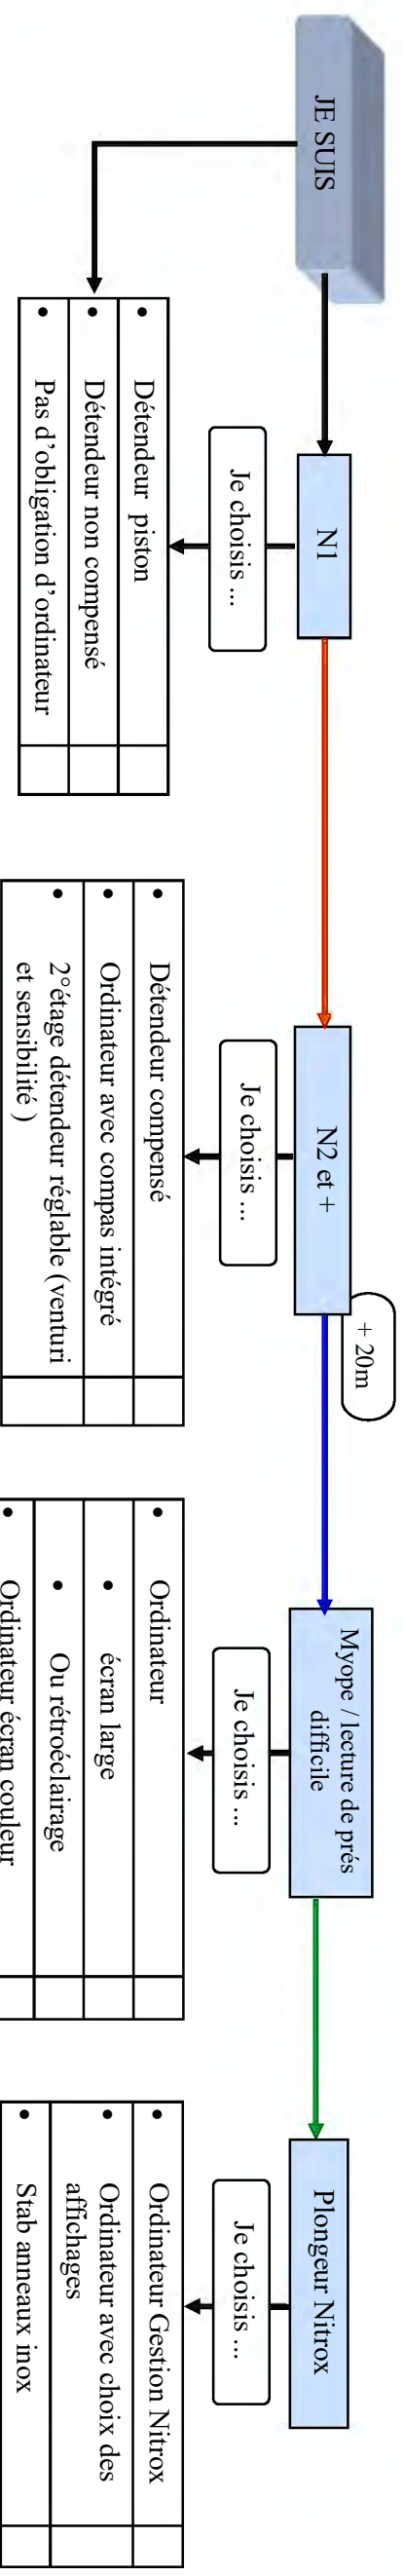 JE SUIS
N1
Je choisis ...
• Détendeur piston
• Détendeur non compensé
• Pas d’obligation d’ordinateur
N2 et +
+ 20m
Je choisis ...
• Détendeur compensé
• Ordinateur avec compas intégré
• 2°étage détendeur réglable (venturi
et sensibilité )
Myope / lecture de prés
difficile
Je choisis ...
• Ordinateur
• écran large
• Ou rétroéclairage
• Ordinateur écran couleur
Plongeur Nitrox
Je choisis ...
• Ordinateur Gestion Nitrox
• Ordinateur avec choix des
affichages
• Stab anneaux inox